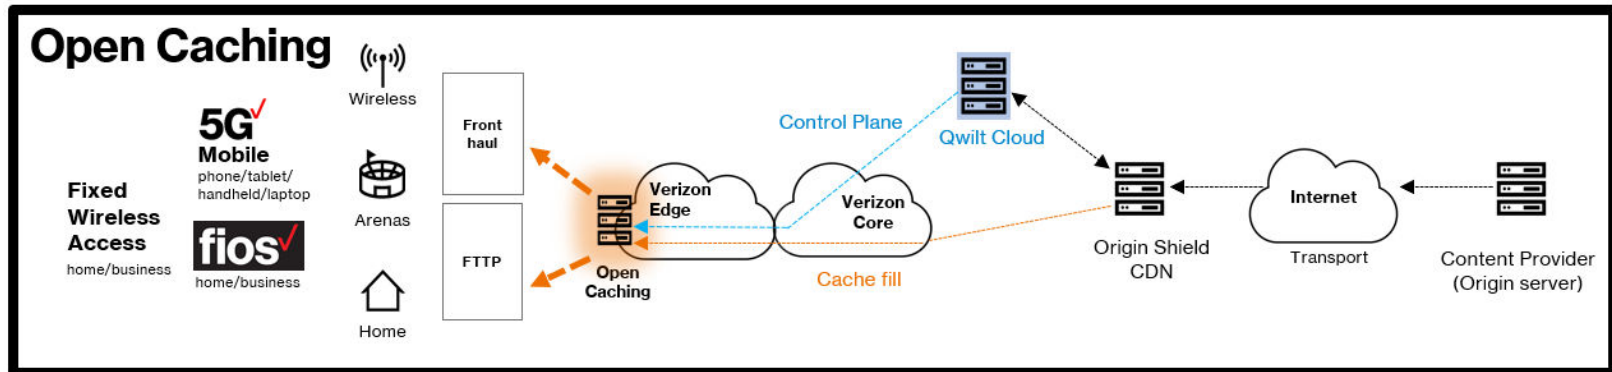 Open Caching
Fixed
Wireless
Access
home/business
5G
Mobile
phone/tablet/
handheld/laptop
fios
home/business
Wireless
Arenas
Home
Front
haul
FTTP
Open
Caching
Verizon
Edge
Verizon
Core
Control Plane
Cache fill
Qwilt Cloud
Origin Shield
CDN
Internet
Transport
Content Provider
(Origin server)